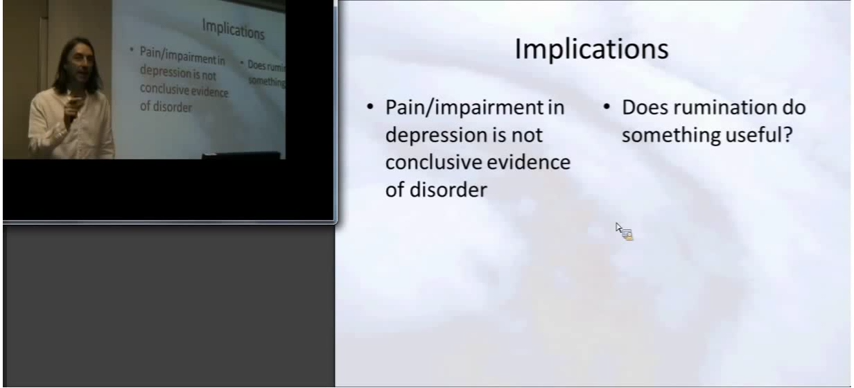 Implications
• Pain/impairment in
depression is not
conclusive evidence
of disorder
• Does rumi
something
Implications
• Pain/impairment in
depression is not
conclusive evidence
of disorder
• Does rumination do
something useful?